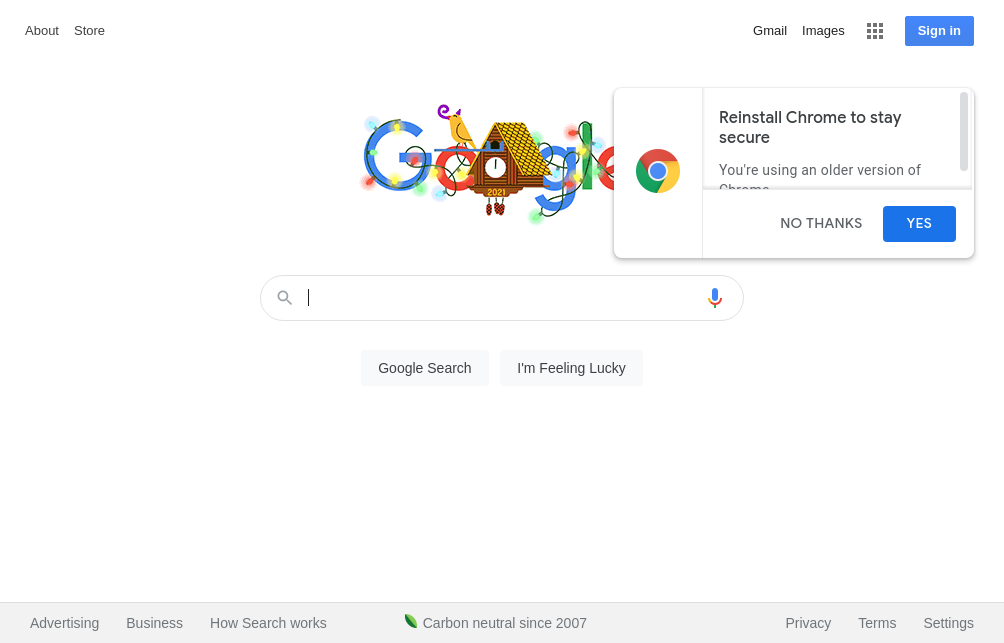 About Store Gmail Images Sign in
Google
2021
Reinstall Chrome to stay
secure
You're using an older version of
Chrome
NO THANKS YES
Google Search I'm Feeling Lucky
Advertising Business How Search works Carbon neutral since 2007 Privacy Terms Settings